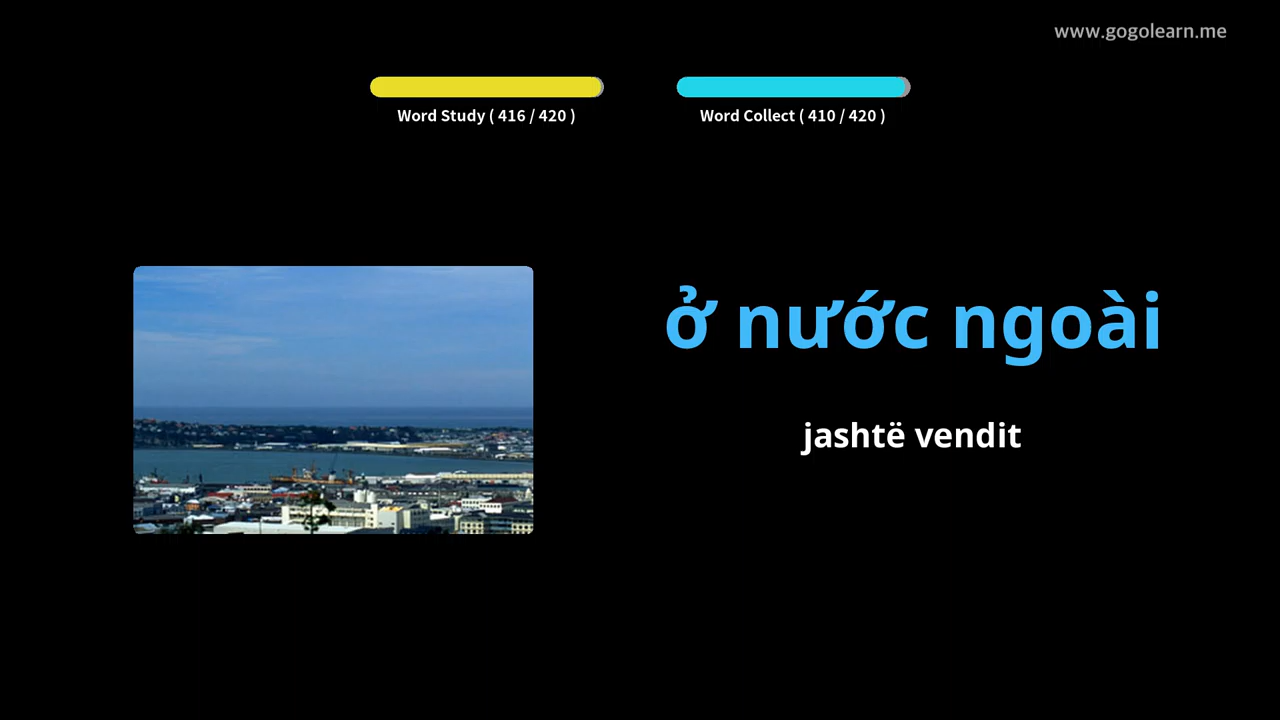 www.gogolearn.me
Word Study ( 416 / 420 )
Word Collect ( 410 / 420 )
ở nước ngoài
jashtë vendit